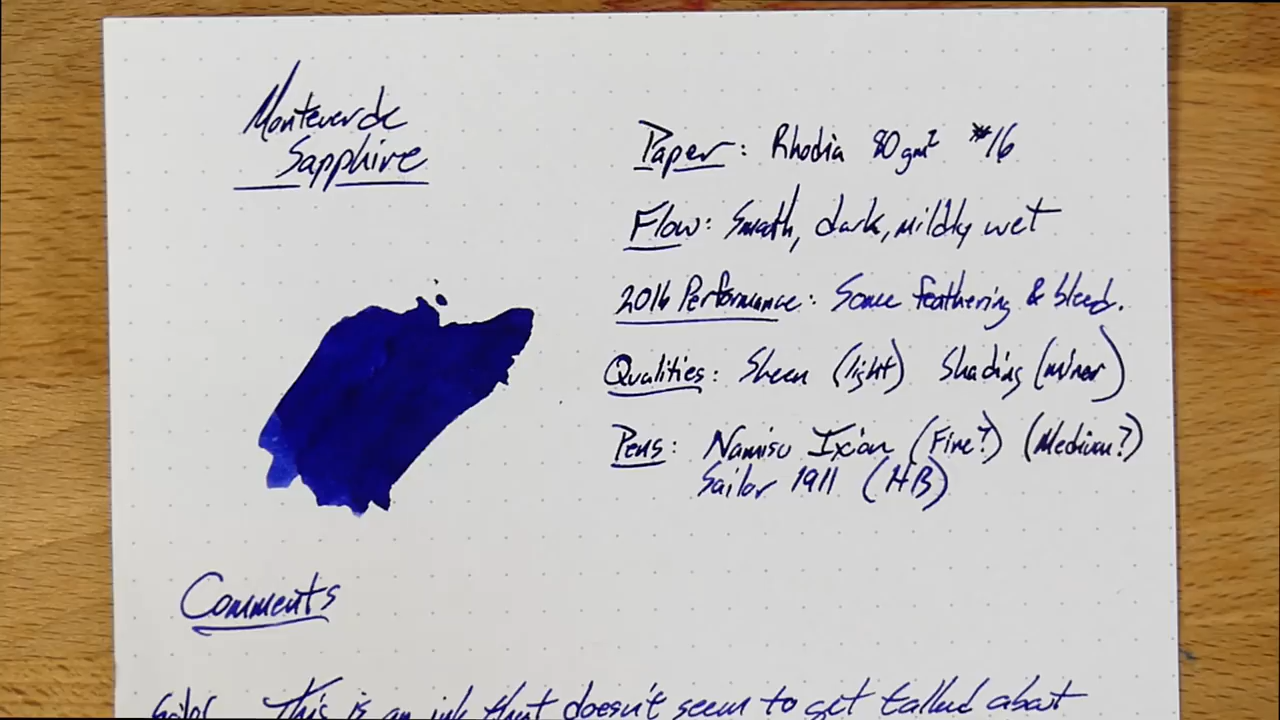 Monteverde
Sapphire
Paper: Rhodia 80gm² #16
Flow: Smooth, dark, mildly wet
2016 Performance: Some feathering & bleed.
Qualities: Sheen (light) Shading (minor)
Pens: Namisu Ixion (Fine?) (Medium?)
Sailor 1911 (HB)
Comments
Sailor This is an ink that doesn't seem to get talked about